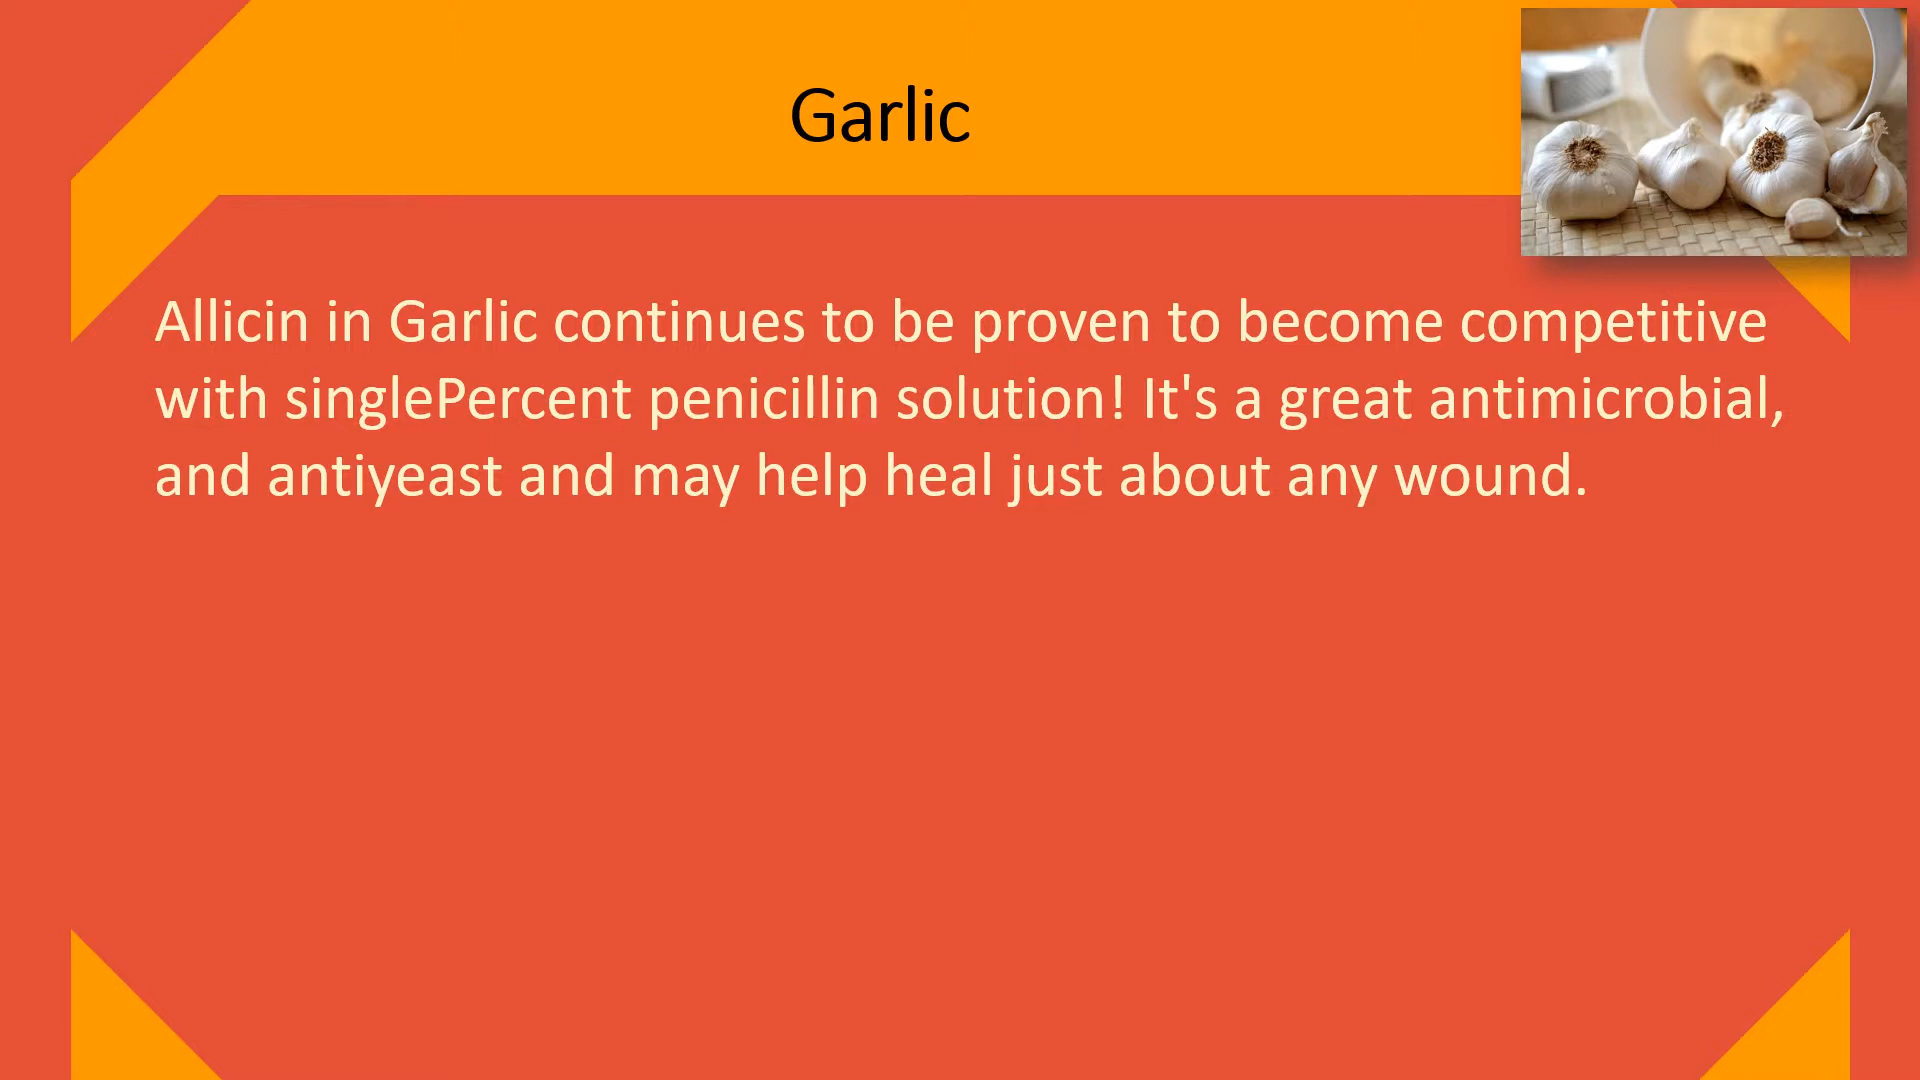 Garlic
Allicin in Garlic continues to be proven to become competitive
with singlePercent penicillin solution! It's a great antimicrobial,
and antiyeast and may help heal just about any wound.